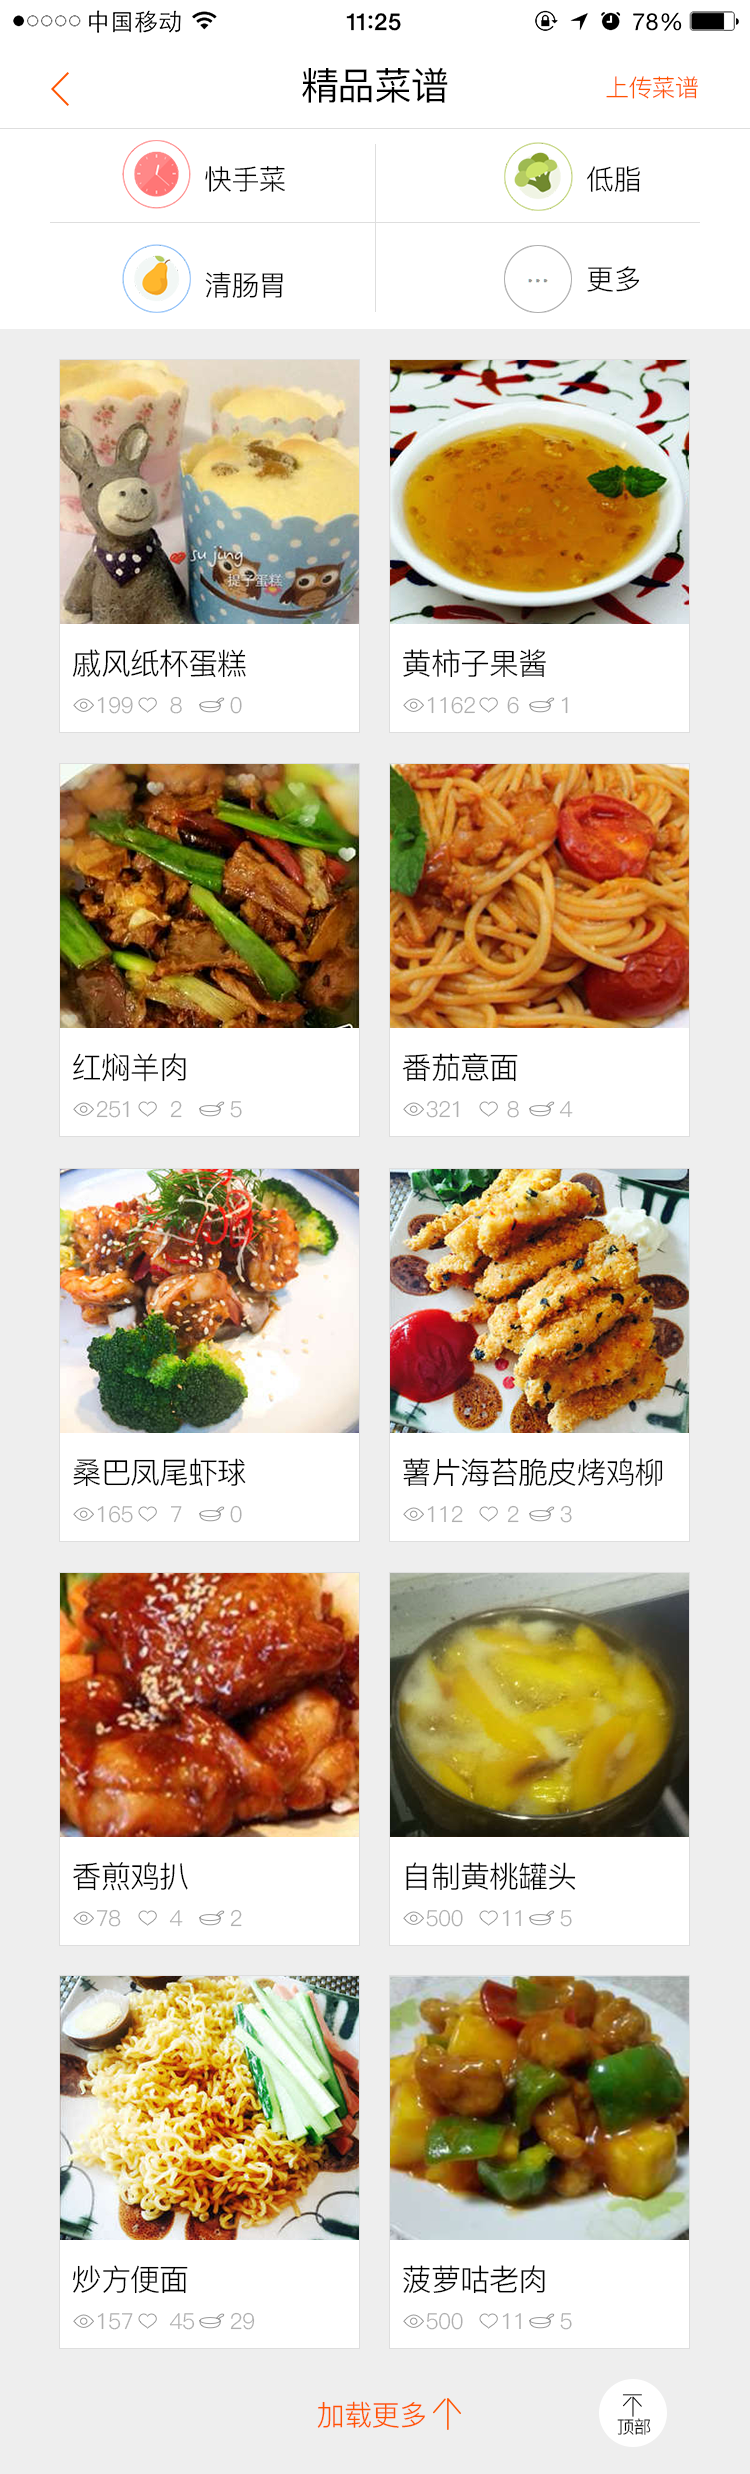 中国移动 11:25 78%
精品菜谱 上传菜谱
快手菜 低脂
清肠胃 更多
su jing
提子蛋糕
戚风纸杯蛋糕 黄柿子果酱
199 8 0 1162 6 1
红焖羊肉 番茄意面
251 2 5 321 8 4
桑巴凤尾虾球 薯片海苔脆皮烤鸡柳
165 7 0 112 2 3
香煎鸡扒 自制黄桃罐头
78 4 2 500 11 5
炒方便面 菠萝咕老肉
157 45 29 500 11 5
加载更多 顶部